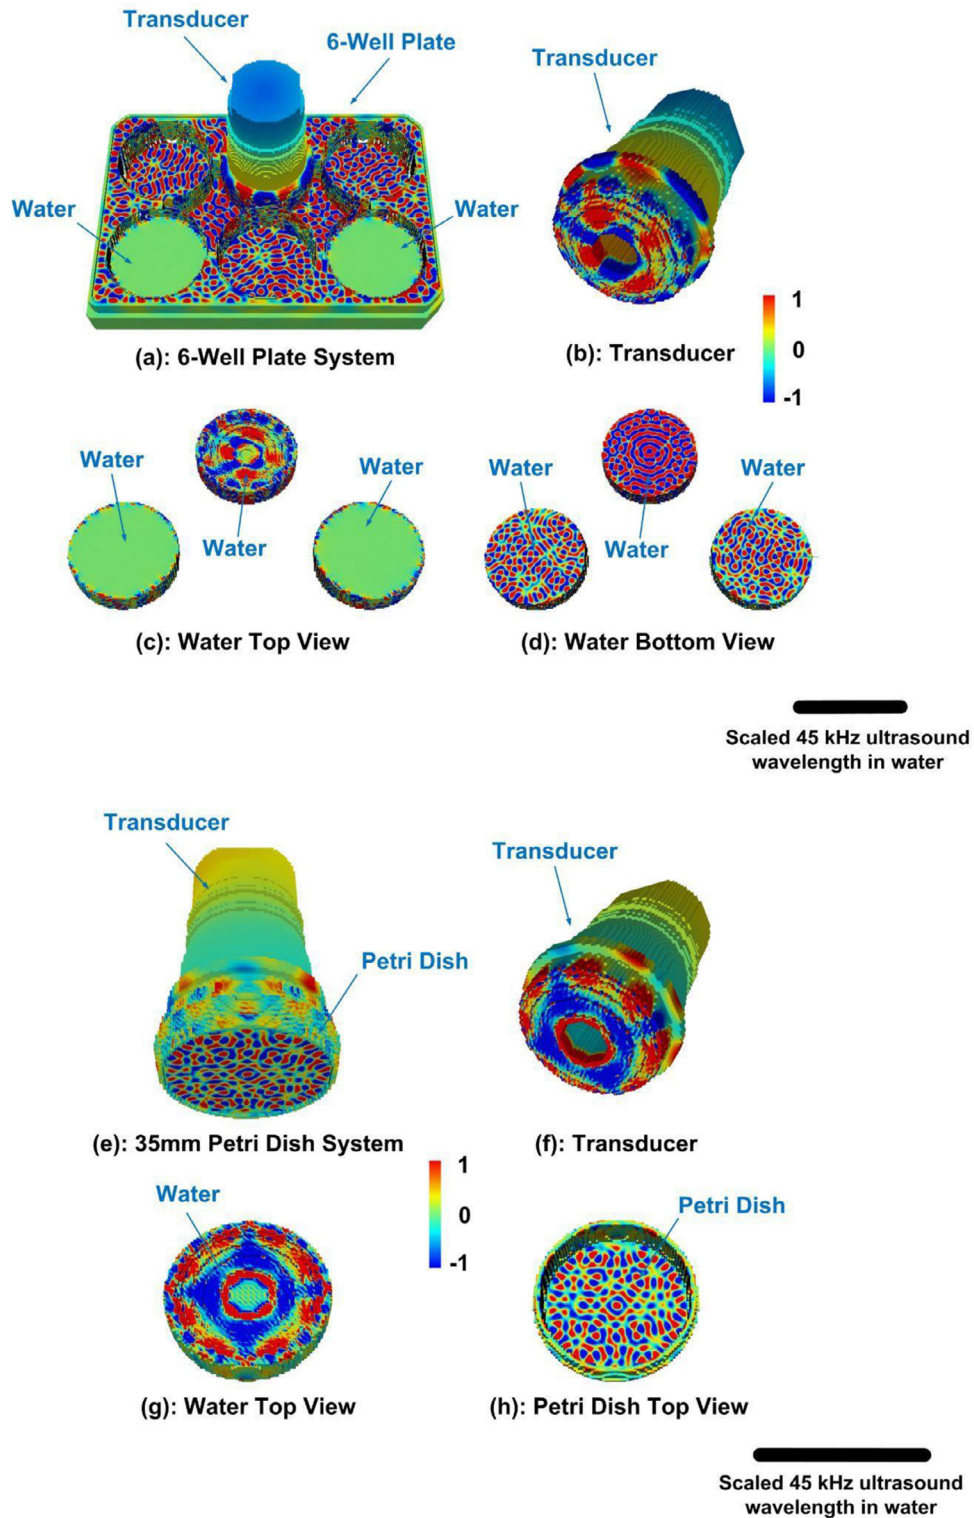 Transducer
6-Well Plate
Transducer
Water
Water
(a): 6-Well Plate System
(b): Transducer
1
0
-1
Water
Water
Water
Water
Water
Water
(c): Water Top View
(d): Water Bottom View
Scaled 45 kHz ultrasound
wavelength in water
Transducer
Transducer
Petri Dish
(e): 35mm Petri Dish System
(f): Transducer
1
0
-1
Water
Petri Dish
(g): Water Top View
(h): Petri Dish Top View
Scaled 45 kHz ultrasound
wavelength in water